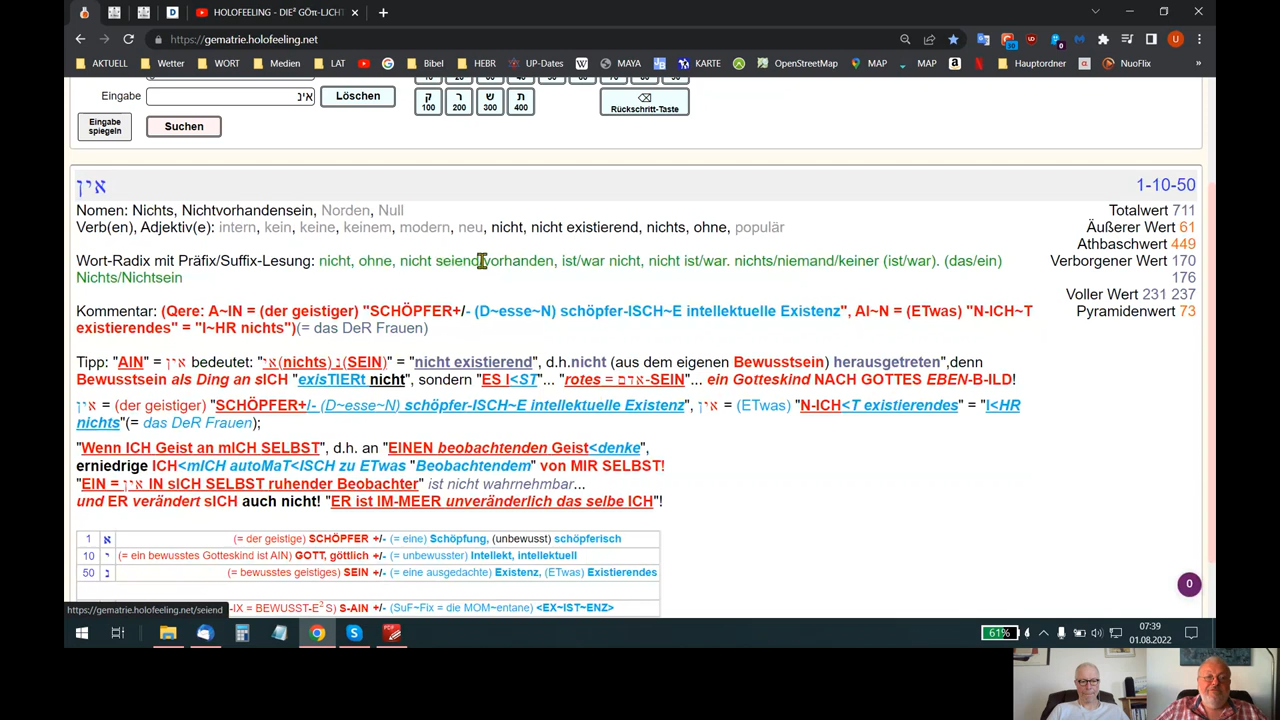 HOLOFEELING - DIE² GÖπ-LJCHT
https://gematrie.holofeeling.net
AKTUELL Wetter WORT Medien LAT Bibel HEBR UP-Dates MAYA KARTE OpenStreetMap MAP MAP Hauptordner NuoFlix »
Eingabe אינ Löschen
ק 100 ר 200 ש 300 ת 400 Rückschritt-Taste
Eingabe spiegeln Suchen
אין 1-10-50
Nomen: Nichts, Nichtvorhandensein, Norden, Null
Totalwert 711
Verb(en), Adjektiv(e): intern, kein, keine, keinem, modern, neu, nicht, nicht existierend, nichts, ohne, populär
Äußerer Wert 61
Athbaschwert 449
Wort-Radix mit Präfix/Suffix-Lesung: nicht, ohne, nicht seiend/vorhanden, ist/war nicht, nicht ist/war. nichts/niemand/keiner (ist/war). (das/ein)
Verborgener Wert 170
Nichts/Nichtsein
176
Voller Wert 231 237
Kommentar: (Qere: A~IN = (der geistiger) "SCHÖPFER+/- (D~esse~N) schöpfer-ISCH~E intellektuelle Existenz", AI~N = (ETwas) "N-ICH~T
Pyramidenwert 73
existierendes" = "I~HR nichts")(= das DeR Frauen)
Tipp: "AIN" = אין bedeutet: "אי(nichts) נ(SEIN)" = "nicht existierend", d.h.nicht (aus dem eigenen Bewusstsein) herausgetreten",denn
Bewusstsein als Ding an sICH "exisTIERt nicht", sondern "ES I<ST"... "rotes = אדם-SEIN"... ein Gotteskind NACH GOTTES EBEN-B-ILD!
אין = (der geistiger) "SCHÖPFER+/- (D~esse~N) schöpfer-ISCH~E intellektuelle Existenz", אין = (ETwas) "N-ICH<T existierendes" = "I<HR
nichts"(= das DeR Frauen);
"Wenn ICH Geist an mICH SELBST", d.h. an "EINEN beobachtenden Geist<denke",
erniedrige ICH<mICH autoMaT<ISCH zu ETwas "Beobachtendem" von MIR SELBST!
"EIN = אין IN sICH SELBST ruhender Beobachter" ist nicht wahrnehmbar...
und ER verändert sICH auch nicht! "ER ist IM-MEER unveränderlich das selbe ICH"!
1 א (= der geistige) SCHÖPFER +/- (= eine) Schöpfung, (unbewusst) schöpferisch
10 י (= ein bewusstes Gotteskind ist AIN) GOTT, göttlich +/- (= unbewusster) Intellekt, intellektuell
50 נ (= bewusstes geistiges) SEIN +/- (= eine ausgedachte) Existenz, (ETwas) Existierendes
-IX = BEWUSST-E² S) S-AIN +/- (SuF~Fix = die MOM~entane) <EX~IST~ENZ>
https://gematrie.holofeeling.net/seiend
0
61%
07:39
01.08.2022